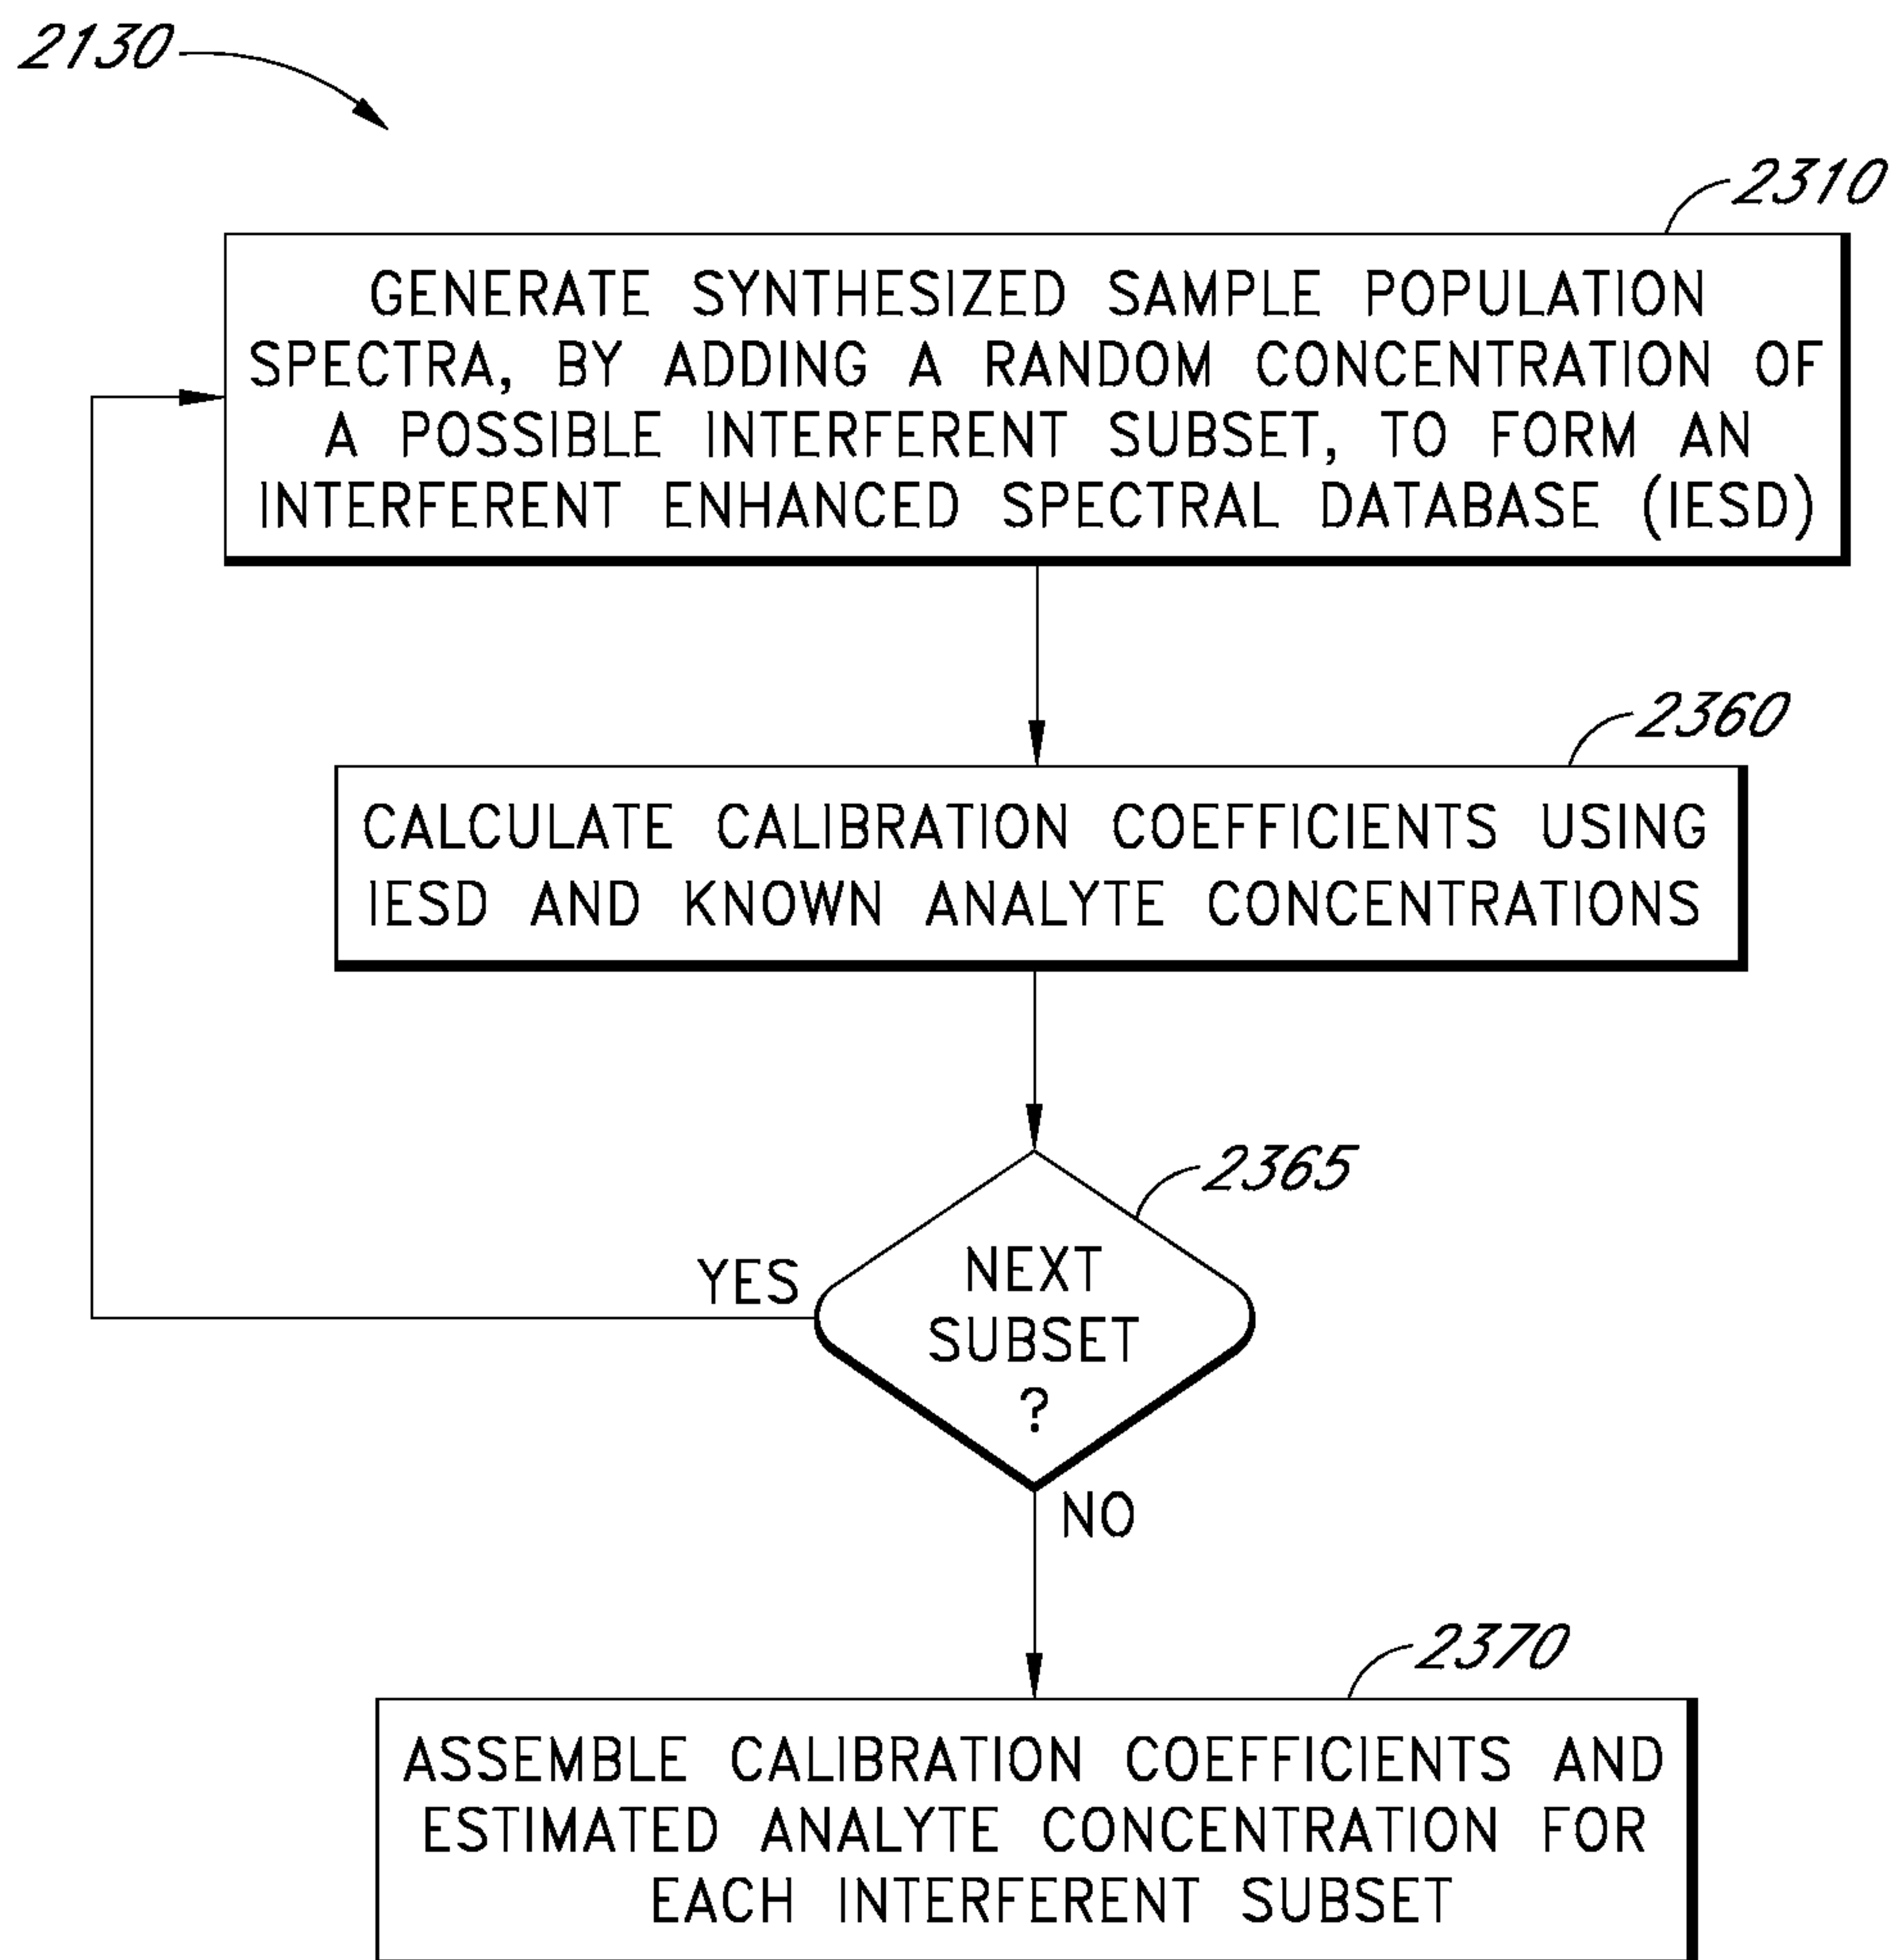 2130
2310
GENERATE SYNTHESIZED SAMPLE POPULATION
SPECTRA, BY ADDING A RANDOM CONCENTRATION OF
A POSSIBLE INTERFERENT SUBSET, TO FORM AN
INTERFERENT ENHANCED SPECTRAL DATABASE (IESD)
2360
CALCULATE CALIBRATION COEFFICIENTS USING
IESD AND KNOWN ANALYTE CONCENTRATIONS
2365
YES
NEXT
SUBSET
?
NO
2370
ASSEMBLE CALIBRATION COEFFICIENTS AND
ESTIMATED ANALYTE CONCENTRATION FOR
EACH INTERFERENT SUBSET